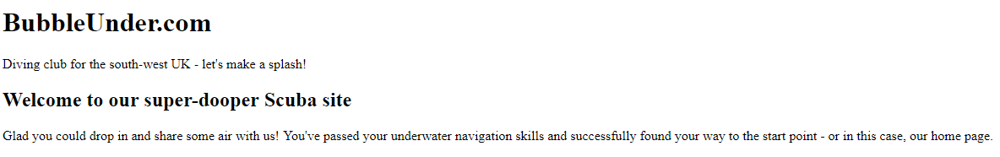 BubbleUnder.com
Diving club for the south-west UK - let's make a splash!
Welcome to our super-dooper Scuba site
Glad you could drop in and share some air with us! You've passed your underwater navigation skills and successfully found your way to the start point - or in this case, our home page.